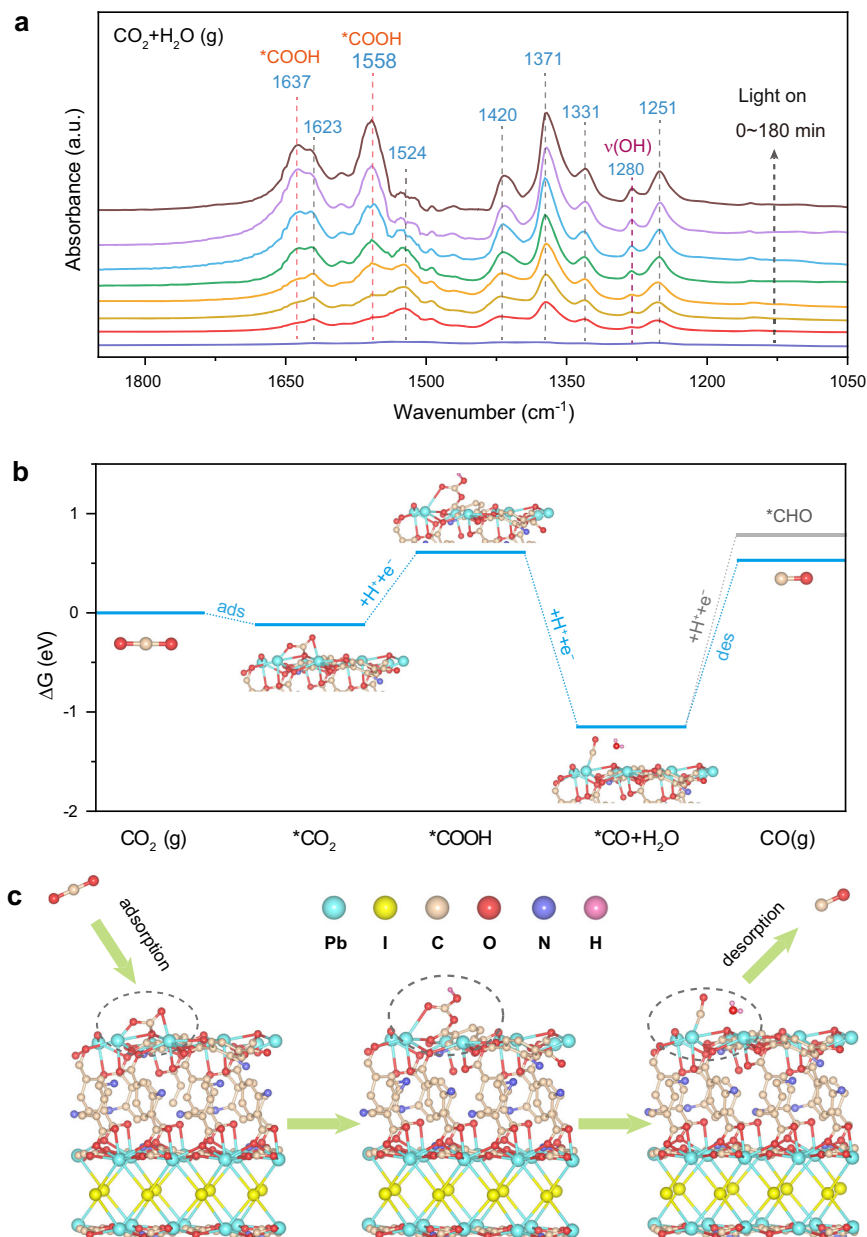 a
CO₂+H₂O (g)
*COOH
*COOH
1637
1623
1558
1524
1420
1371
1331
ν(OH)
1280
1251
Light on
0~180 min
Absorbance (a.u.)
1800
1650
1500
1350
1200
1050
Wavenumber (cm⁻¹)
b
1
0
-1
-2
ΔG (eV)
ads
+H⁺+e⁻
+H⁺+e⁻
+H⁺+e⁻
des
*CHO
CO₂ (g)
*CO₂
*COOH
*CO+H₂O
CO(g)
c
adsorption
Pb
I
C
O
N
H
desorption